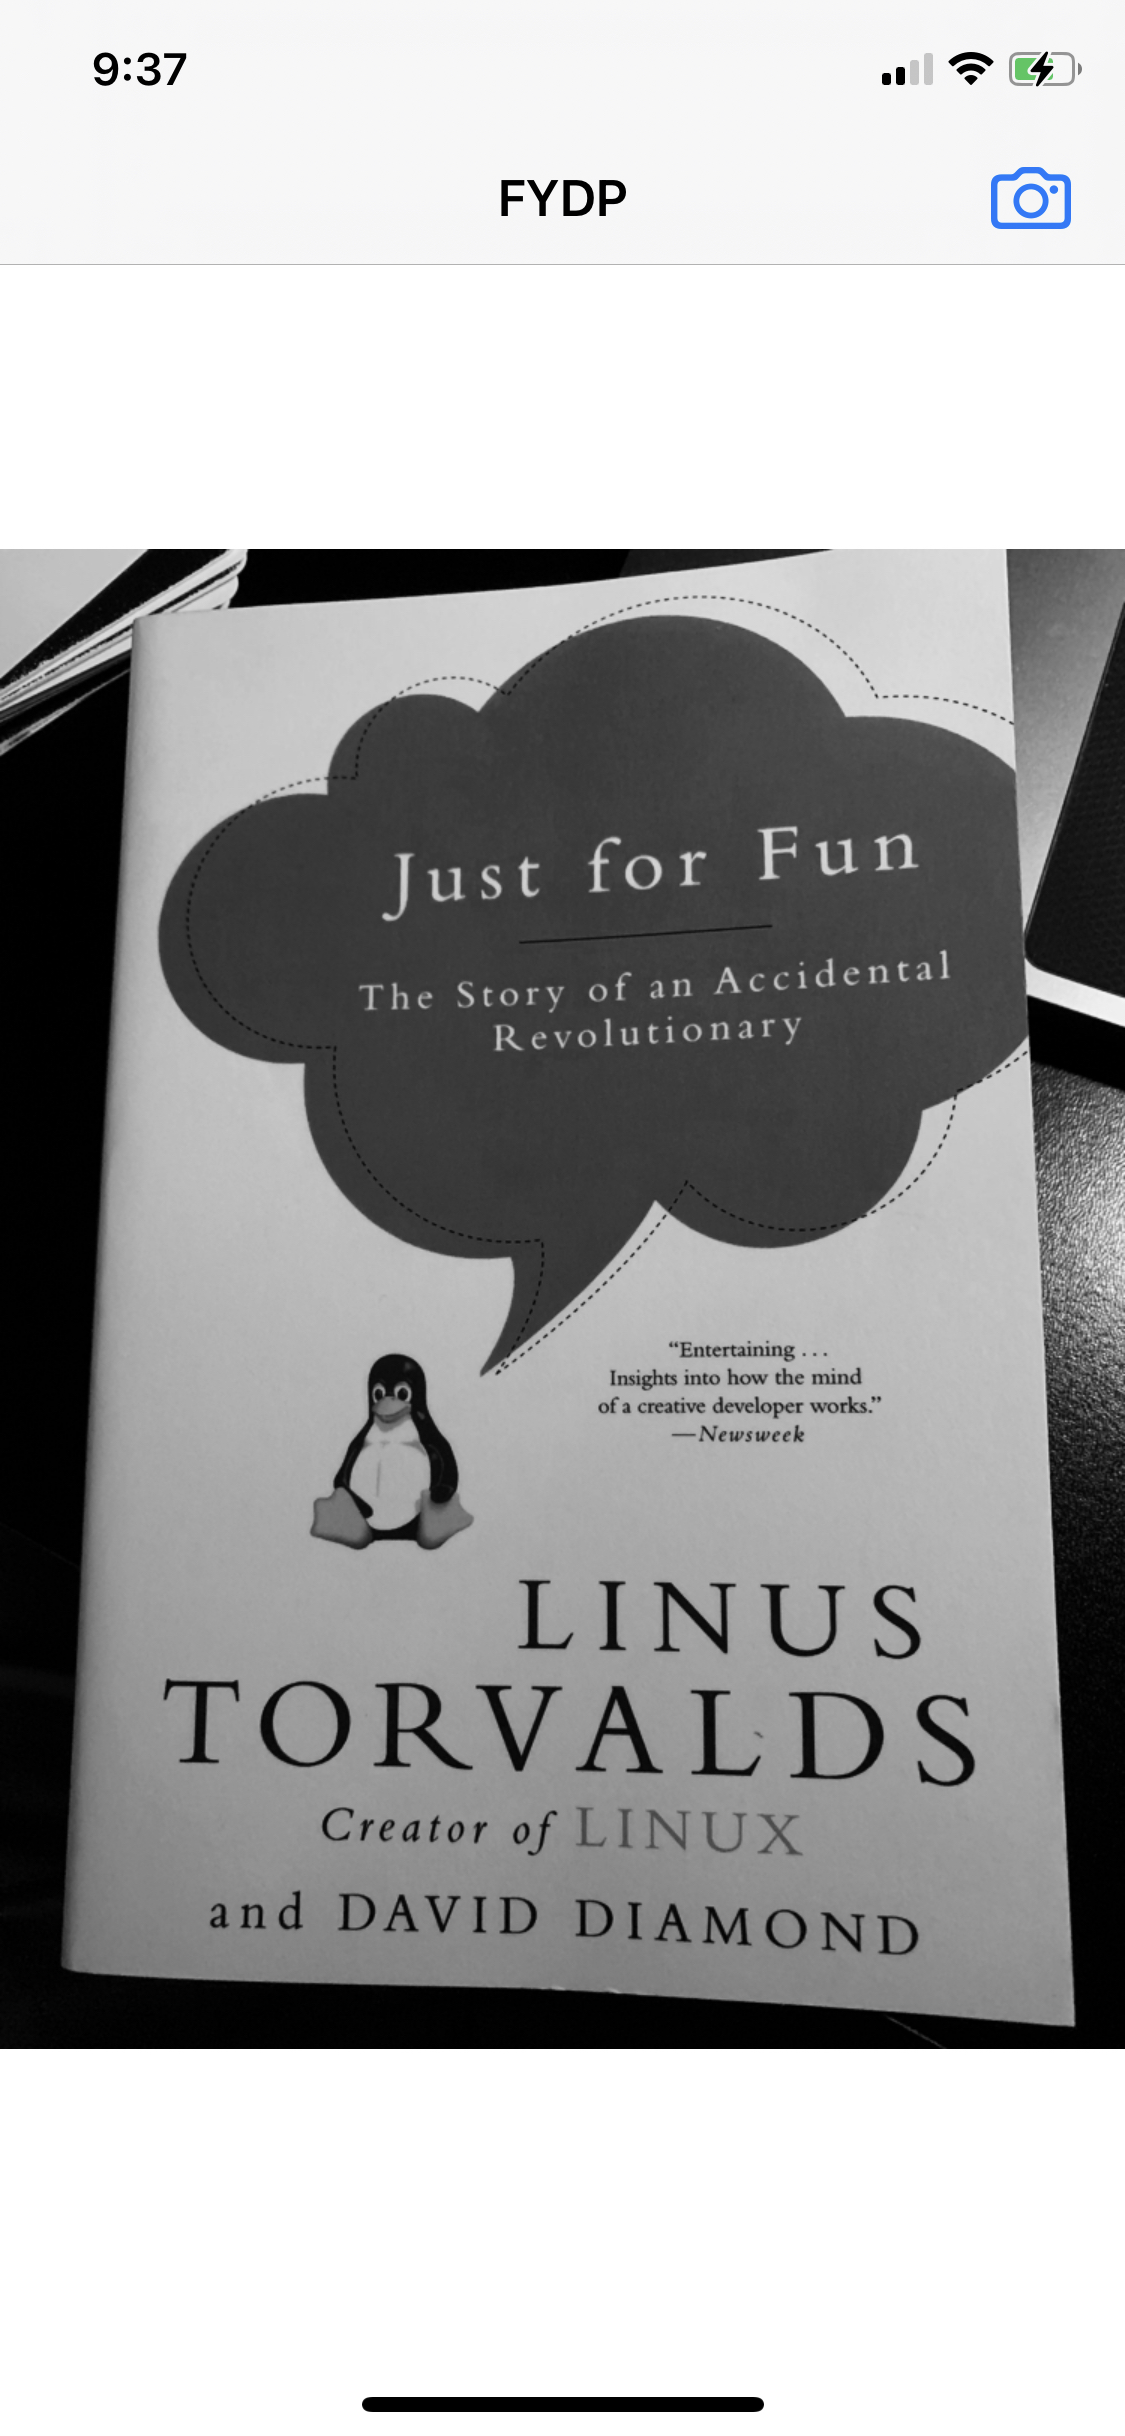 9:37
FYDP
Just for Fun
The Story of an Accidental
Revolutionary
“Entertaining . . .
Insights into how the mind
of a creative developer works.”
—Newsweek
LINUS
TORVALDS
Creator of LINUX
and DAVID DIAMOND